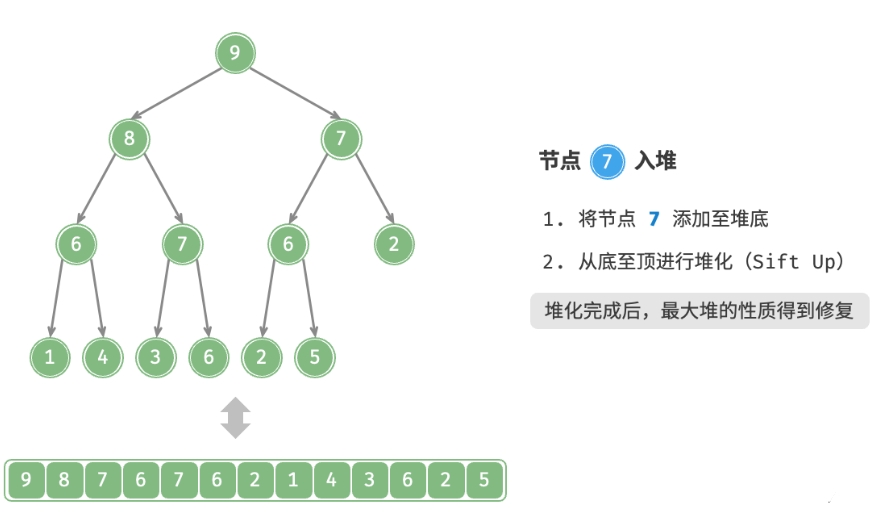 9
8 7
6 7 6 2
1 4 3 6 2 5
9 8 7 6 7 6 2 1 4 3 6 2 5
节点 7 入堆
1. 将节点 7 添加至堆底
2. 从底至顶进行堆化（Sift Up）
堆化完成后，最大堆的性质得到修复